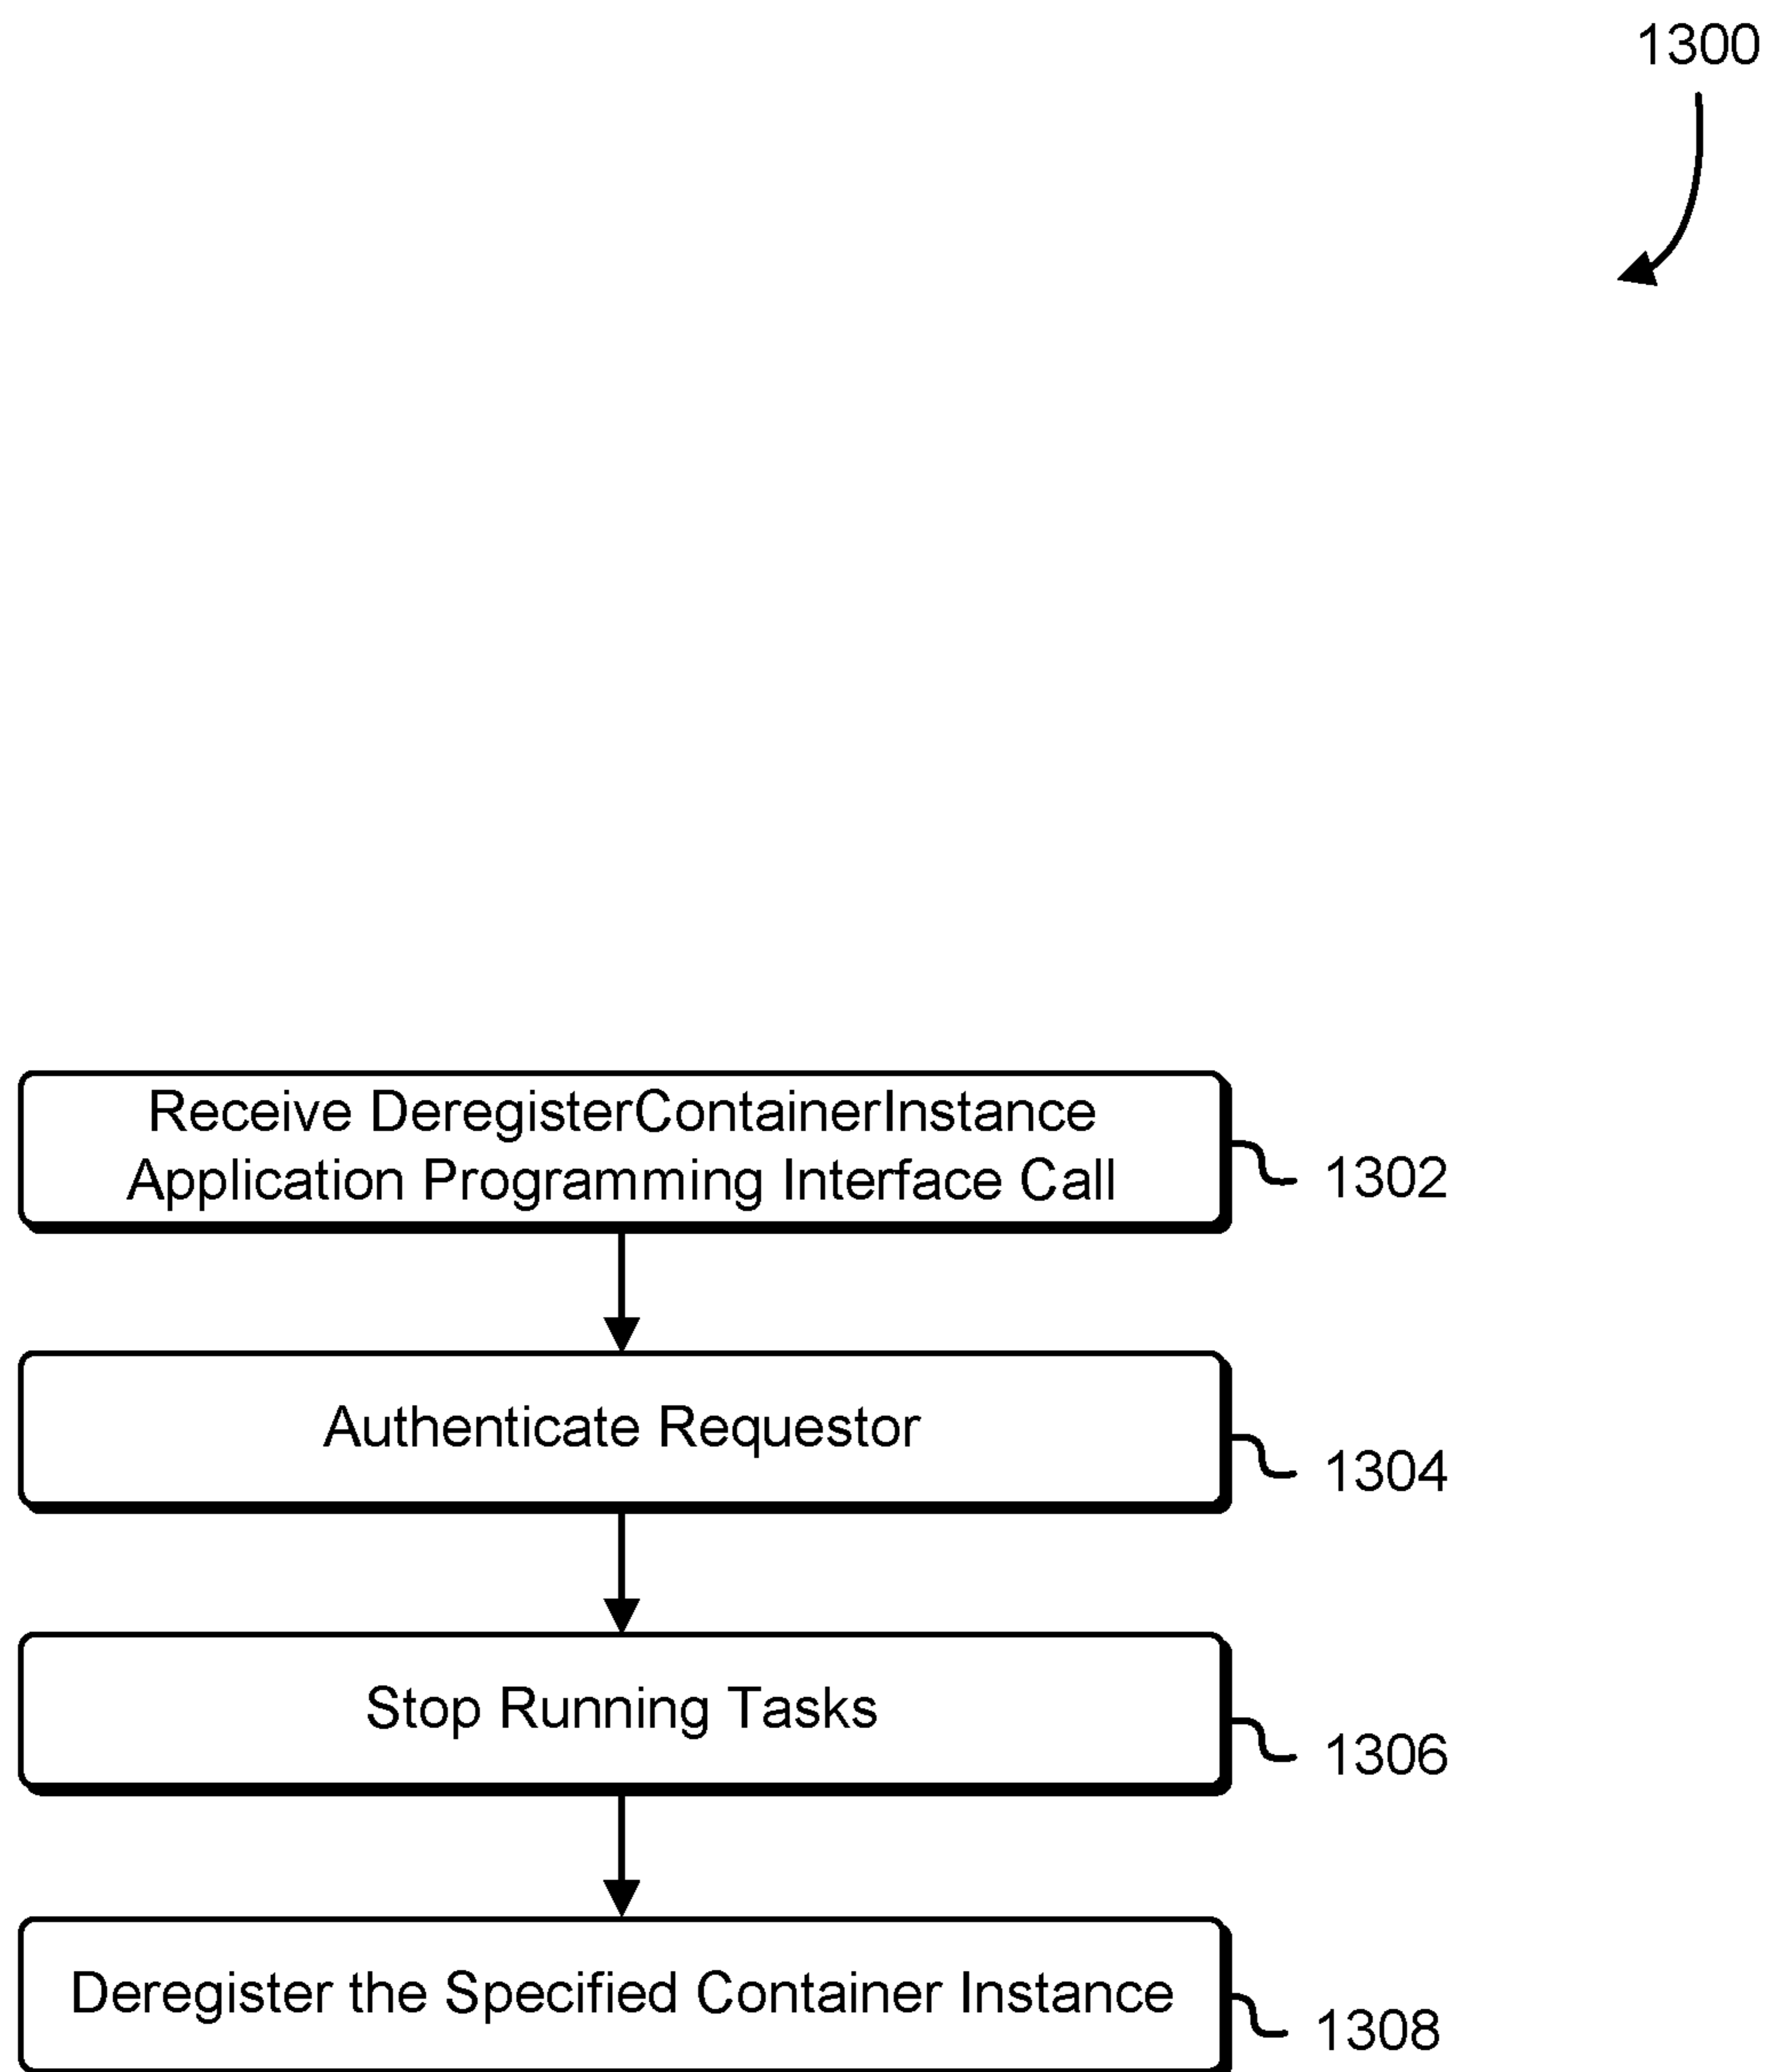 1300
Receive DeregisterContainerInstance
Application Programming Interface Call
1302
Authenticate Requestor
1304
Stop Running Tasks
1306
Deregister the Specified Container Instance
1308